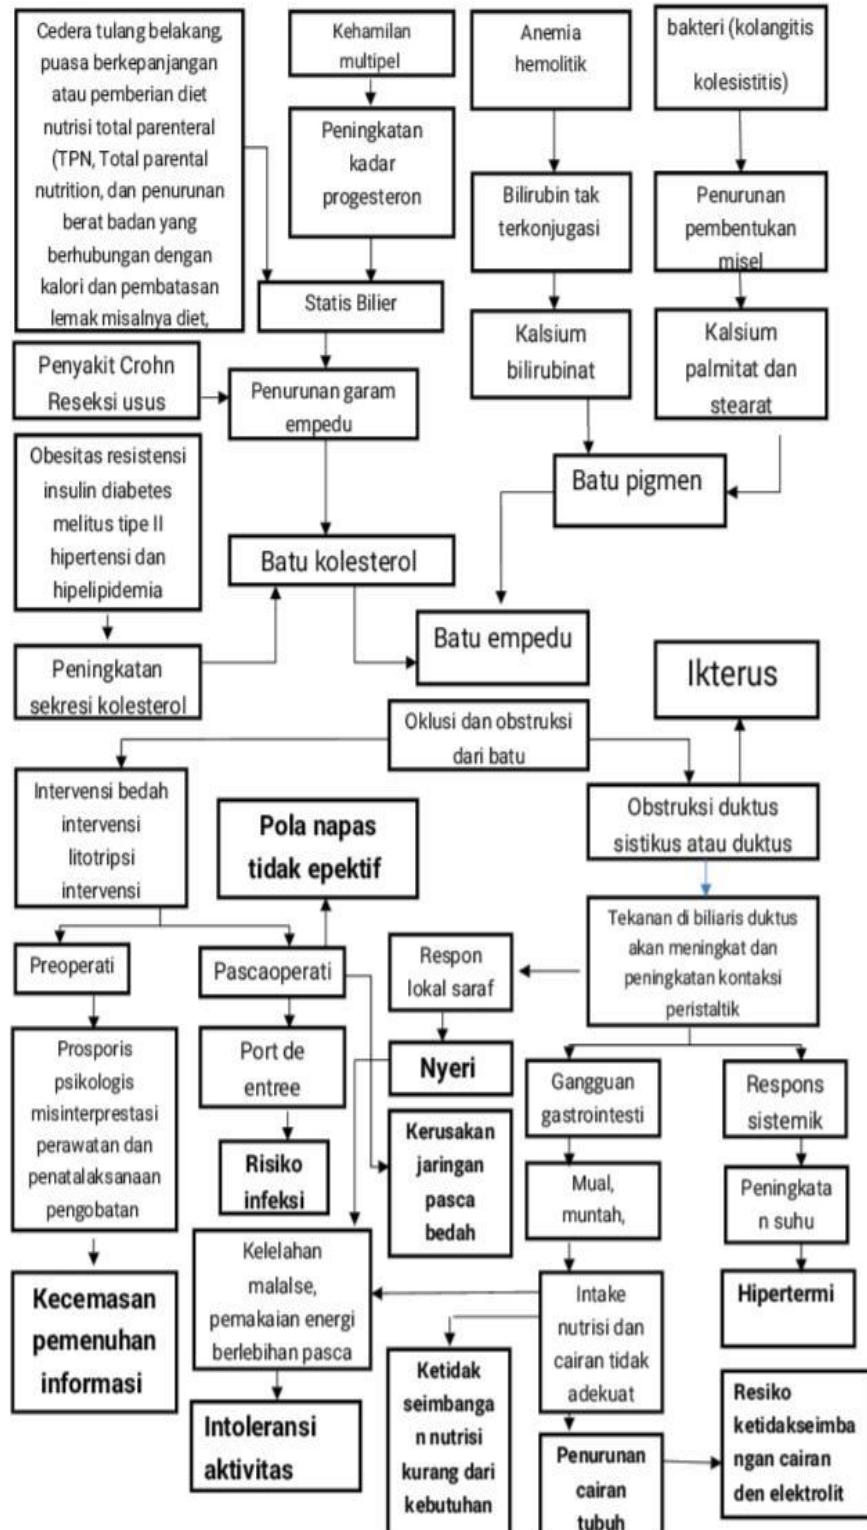 Cedera tulang belakang,
puasa berkepanjangan
atau pemberian diet
nutrisi total parenteral
(TPN, Total parental
nutrition, dan penurunan
berat badan yang
berhubungan dengan
kalori dan pembatasan
lemak misalnya diet,
Kehamilan
multipel
Anemia
hemolitik
bakteri (kolangitis
kolesistitis)
Peningkatan
kadar
progesteron
Bilirubin tak
terkonjugasi
Penurunan
pembentukan
misel
Statis Bilier
Kalsium
bilirubinat
Kalsium
palmitat dan
stearat
Penyakit Crohn
Reseksi usus
Penurunan garam
empedu
Obesitas resistensi
insulin diabetes
melitus tipe II
hipertensi dan
hipelipidemia
Batu pigmen
Batu kolesterol
Batu empedu
Peningkatan
sekresi kolesterol
Ikterus
Oklusi dan obstruksi
dari batu
Intervensi bedah
intervensi
litotripsi
intervensi
Pola napas
tidak epektif
Obstruksi duktus
sistikus atau duktus
Tekanan di biliaris duktus
akan meningkat dan
peningkatan kontaksi
peristaltik
Preoperati
Pascaoperati
Respon
lokal saraf
Prosporis
psikologis
misinterprestasi
perawatan dan
penatalaksanaan
pengobatan
Port de
entree
Nyeri
Gangguan
gastrointesti
Respons
sistemik
Risiko
infeksi
Kerusakan
jaringan
pasca
bedah
Mual,
muntah,
Peningkata
n suhu
Kelelahan
malalse,
pemakaian energi
berlebihan pasca
Kecemasan
pemenuhan
informasi
Intake
nutrisi dan
cairan tidak
adekuat
Hipertermi
Ketidak
seimbanga
n nutrisi
kurang dari
kebutuhan
Intoleransi
aktivitas
Penurunan
cairan
tubuh
Resiko
ketidakseimba
ngan cairan
den elektrolit